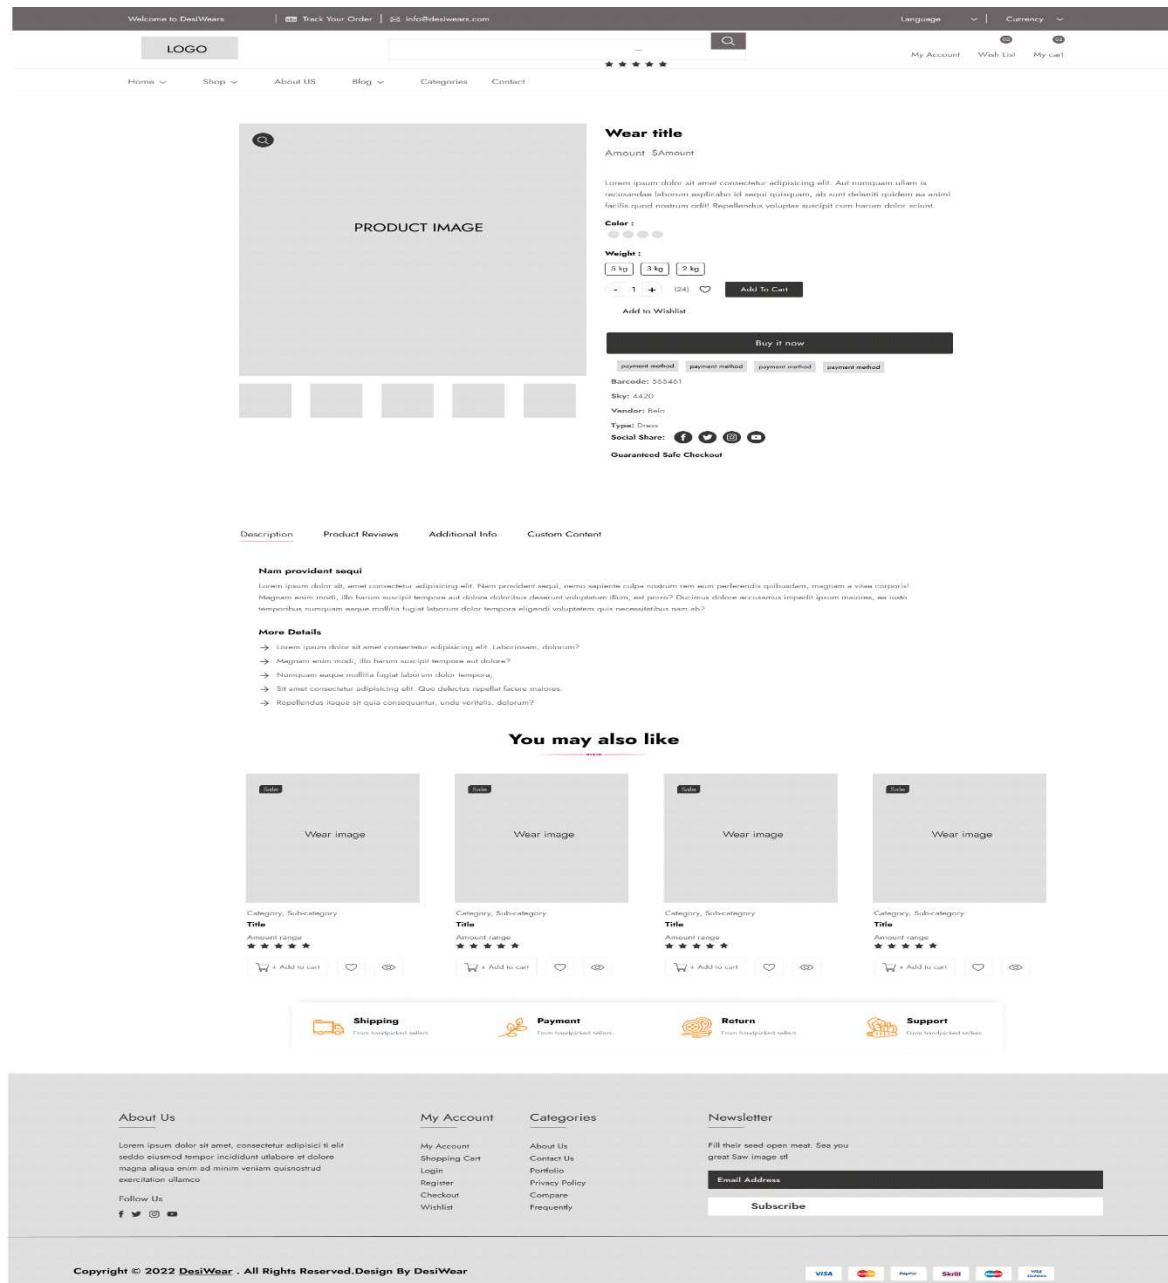 Welcome to DesiWears
Track Your Order
info@desiwears.com
Language
Currency
LOGO
02
02
My Account
Wish List
My cart
Home
Shop
About US
Blog
Categories
Contact
Wear title
Amount $Amount
PRODUCT IMAGE
Lorem ipsum dolor sit amet consectetur adipisicing elit. Aut numquam ullam is
recusandae laborum explicabo id sequi quisquam, ab sunt deleniti quidem ea animi
facilis quod nostrum odit! Repellendus voluptas suscipit cum harum dolor sciunt.
Color :
Weight :
5 kg 3 kg 2 kg
- 1 + (24) Add To Cart
Add to Wishlist
Buy it now
payment method payment method payment method payment method
Barcode: 565461
Sky: 4420
Vendor: Belo
Type: Dress
Social Share:
Guaranteed Safe Checkout
Description
Product Reviews
Additional Info
Custom Content
Nam provident sequi
Lorem ipsum dolor sit, amet consectetur adipisicing elit. Nam provident sequi, nemo sapiente culpa nostrum rem eum perferendis quibusdam, magnam a vitae corporis!
Magnam enim modi, illo harum suscipit tempore aut dolore doloribus deserunt voluptatum illum, est porro? Ducimus dolore accusamus impedit ipsum maiores, ea iusto
temporibus numquam eaque mollitia fugiat laborum dolor tempora eligendi voluptatem quis necessitatibus nam ab?
More Details
Lorem ipsum dolor sit amet consectetur adipisicing elit. Laboriosam, dolorum?
Magnam enim modi, illo harum suscipit tempore aut dolore?
Numquam eaque mollitia fugiat laborum dolor tempora;
Sit amet consectetur adipisicing elit. Quo delectus repellat facere maiores.
Repellendus itaque sit quia consequuntur, unde veritatis. dolorum?
You may also like
Sale Sale Sale Sale
Wear image Wear image Wear image Wear image
Category, Sub-category Category, Sub-category Category, Sub-category Category, Sub-category
Title Title Title Title
Amount range Amount range Amount range Amount range
+ Add to cart + Add to cart + Add to cart + Add to cart
Shipping Payment Return Support
From handpicked sellers From handpicked sellers From handpicked sellers From handpicked sellers
About Us
Lorem ipsum dolor sit amet, consectetur adipisici ti elit
seddo eiusmod tempor incididunt utlabore et dolore
magna aliqua enim ad minim veniam quisnostrud
exercitation ullamco
Follow Us
My Account
My Account
Shopping Cart
Login
Register
Checkout
Wishlist
Categories
About Us
Contact Us
Portfolio
Privacy Policy
Compare
Frequently
Newsletter
Fill their seed open meat. Sea you
great Saw image stl
Email Address
Subscribe
Copyright © 2022 DesiWear . All Rights Reserved.Design By DesiWear
VISA PayPal Skrill VISA